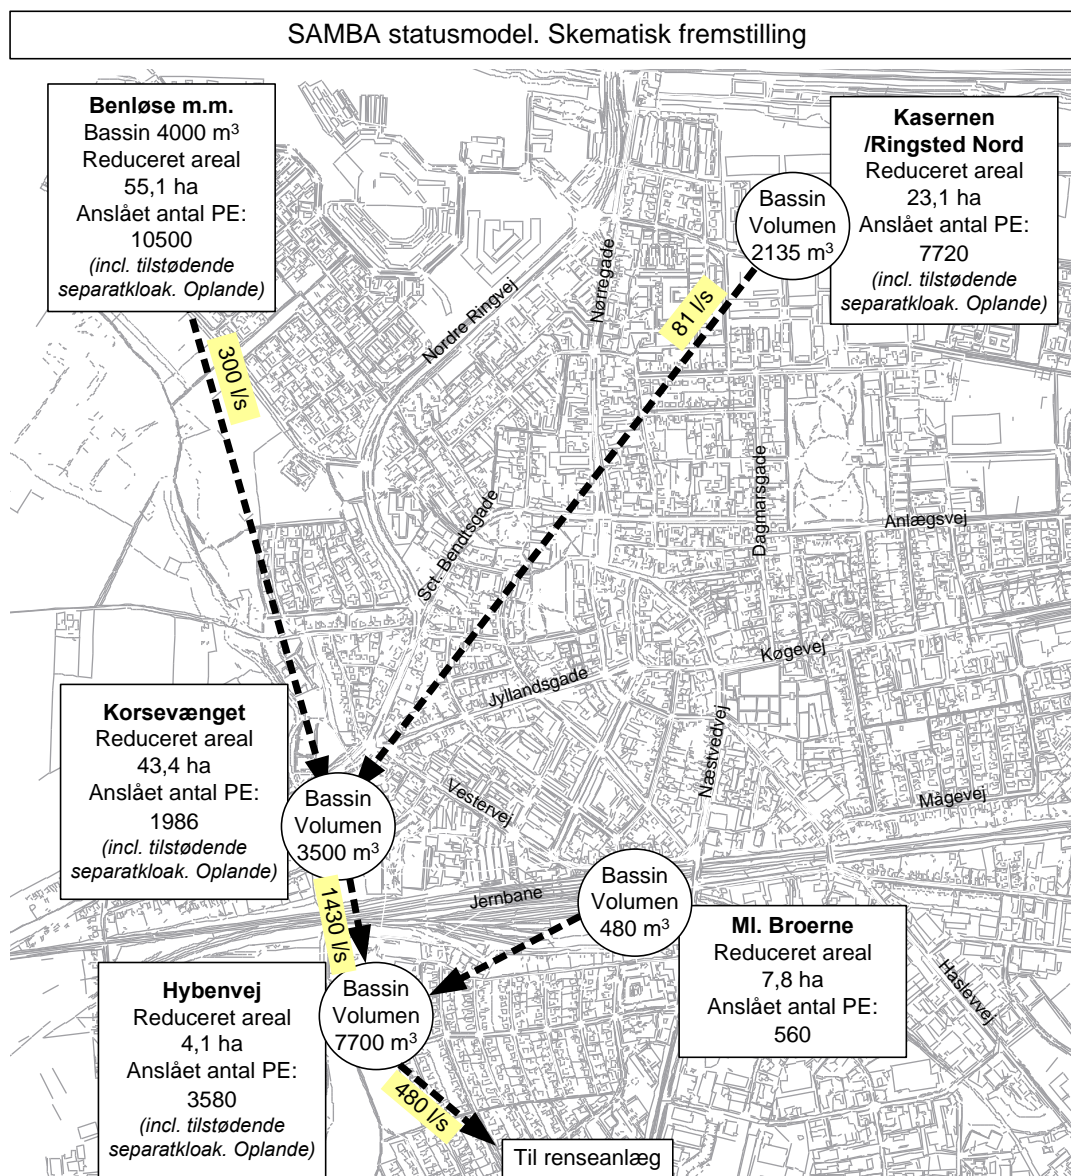 SAMBA statusmodel. Skematisk fremstilling
Benløse m.m.
Bassin 4000 m³
Reduceret areal
55,1 ha
Anslået antal PE:
10500
(incl. tilstødende
separatkloak. Oplande)
Kasernen
/Ringsted Nord
Reduceret areal
23,1 ha
Anslået antal PE:
7720
(incl. tilstødende
separatkloak. Oplande)
Bassin
Volumen
2135 m³
81 l/s
300 l/s
Nørregade
Nordre Ringvej
Sct. Bendtsgade
Dagmarsgade
Anlægsvej
Køgevej
Jyllandsgade
Næstvedvej
Mågevej
Vestervej
Korsevænget
Reduceret areal
43,4 ha
Anslået antal PE:
1986
(incl. tilstødende
separatkloak. Oplande)
Bassin
Volumen
3500 m³
1430 l/s
Jernbane
Bassin
Volumen
480 m³
Ml. Broerne
Reduceret areal
7,8 ha
Anslået antal PE:
560
Haslevvej
Hybenvej
Reduceret areal
4,1 ha
Anslået antal PE:
3580
(incl. tilstødende
separatkloak. Oplande)
Bassin
Volumen
7700 m³
480 l/s
Til renseanlæg